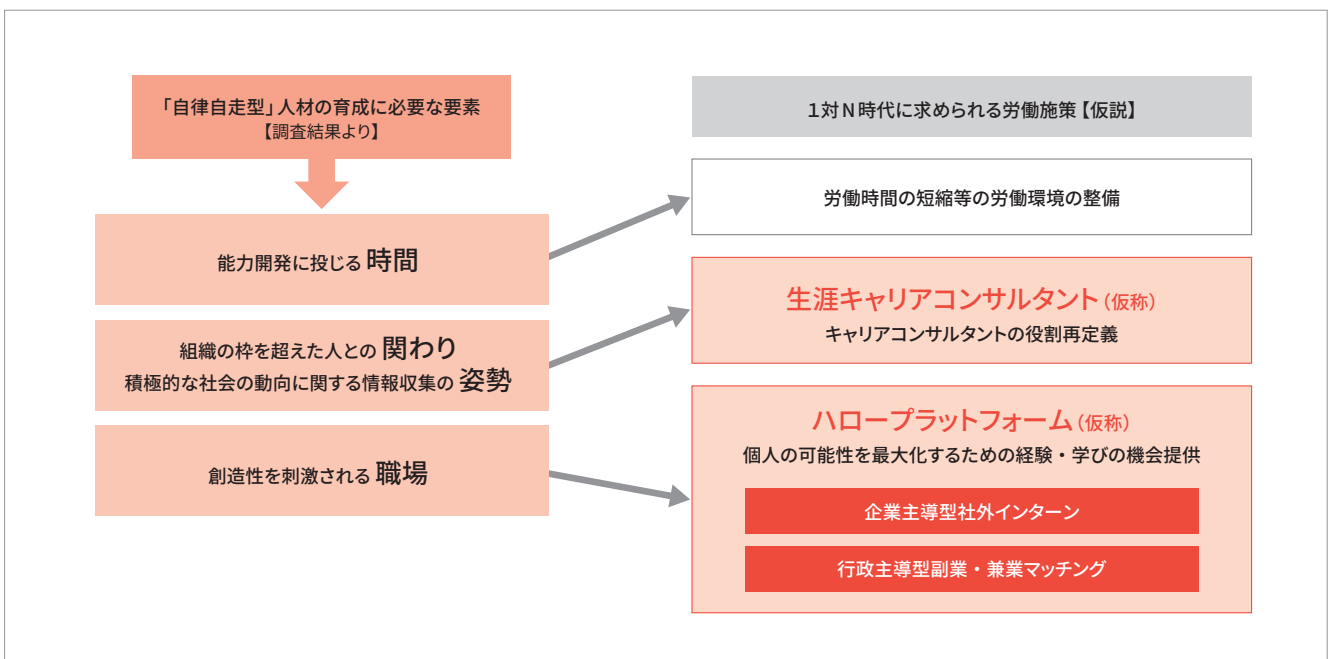 「自律自走型」人材の育成に必要な要素
【調査結果より】
能力開発に投じる 時間
組織の枠を超えた人との 関わり
積極的な社会の動向に関する情報収集の 姿勢
創造性を刺激される 職場
1対N時代に求められる労働施策【仮説】
労働時間の短縮等の労働環境の整備
生涯キャリアコンサルタント(仮称)
キャリアコンサルタントの役割再定義
ハロープラットフォーム(仮称)
個人の可能性を最大化するための経験・学びの機会提供
企業主導型社外インターン
行政主導型副業・兼業マッチング